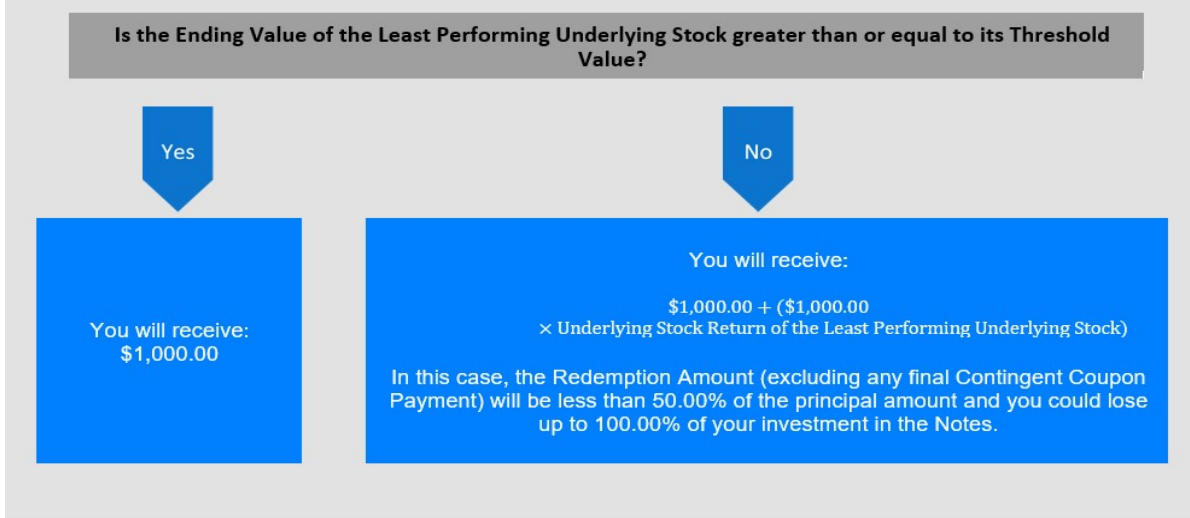 Is the Ending Value of the Least Performing Underlying Stock greater than or equal to its Threshold
Value?
Yes
No
You will receive:
$1,000.00
You will receive:
$1,000.00 + ($1,000.00
× Underlying Stock Return of the Least Performing Underlying Stock)
In this case, the Redemption Amount (excluding any final Contingent Coupon
Payment) will be less than 50.00% of the principal amount and you could lose
up to 100.00% of your investment in the Notes.